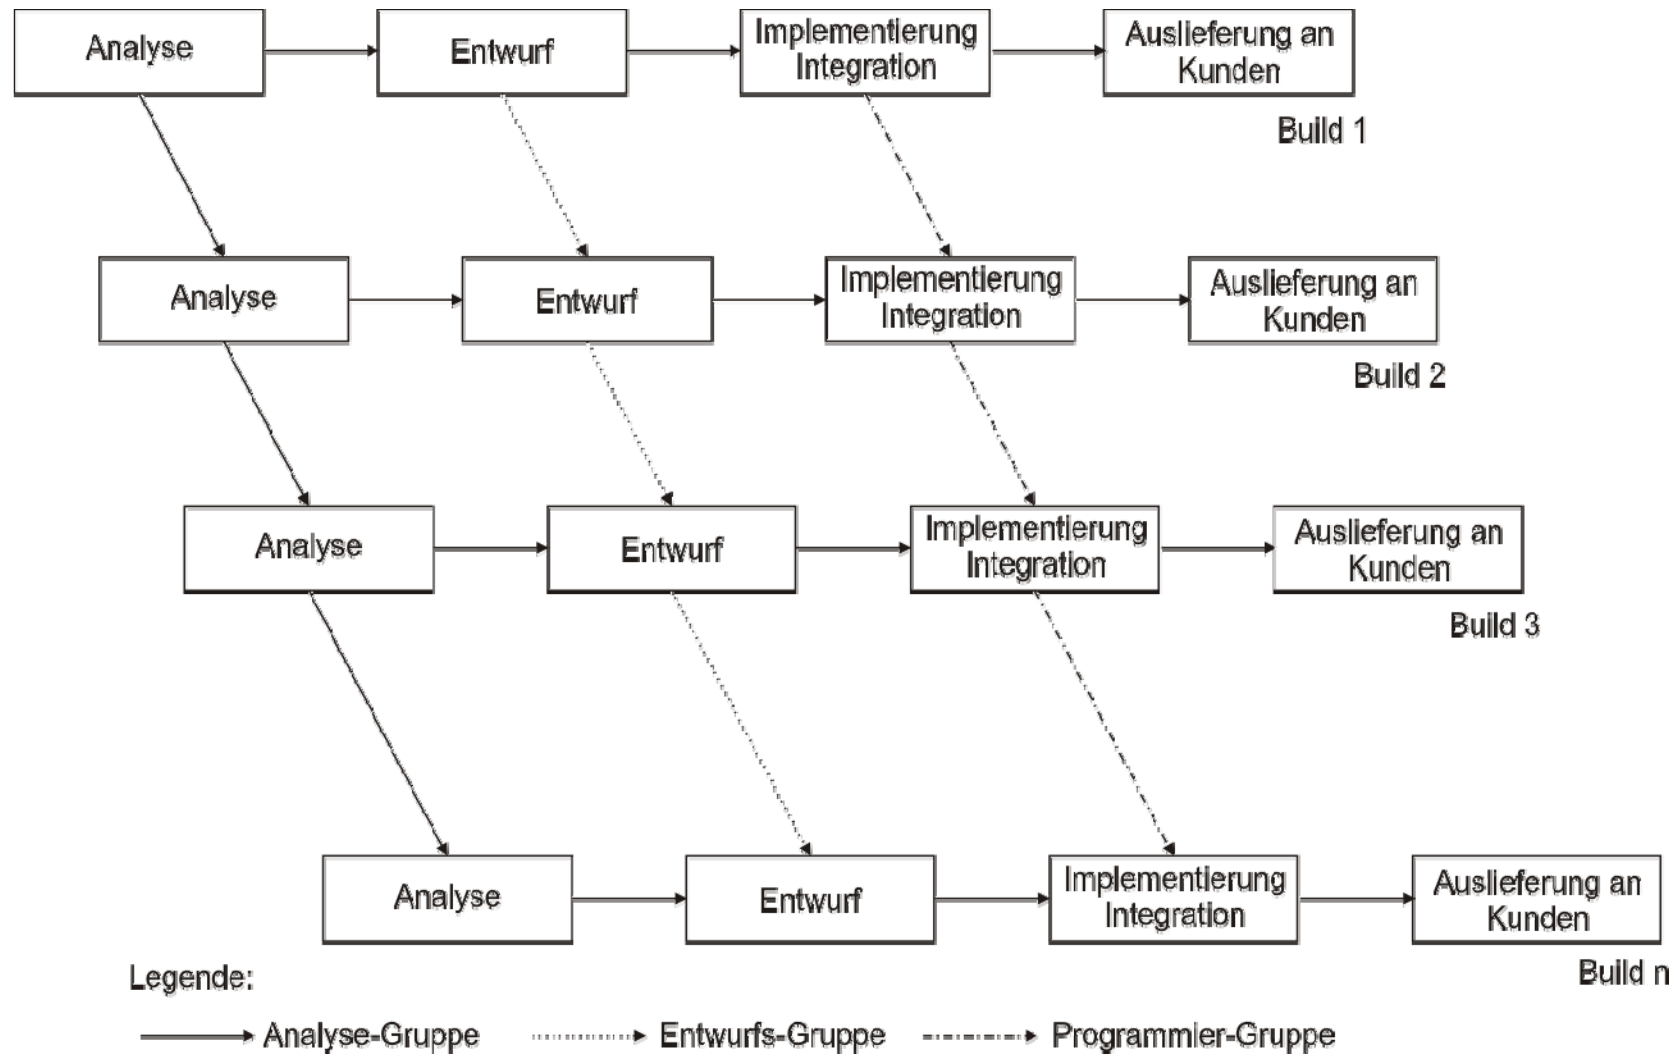 Analyse
Entwurf
Implementierung
Integration
Auslieferung an
Kunden
Build 1
Analyse
Entwurf
Implementierung
Integration
Auslieferung an
Kunden
Build 2
Analyse
Entwurf
Implementierung
Integration
Auslieferung an
Kunden
Build 3
Analyse
Entwurf
Implementierung
Integration
Auslieferung an
Kunden
Build n
Legende:
Analyse-Gruppe
Entwurfs-Gruppe
Programmier-Gruppe